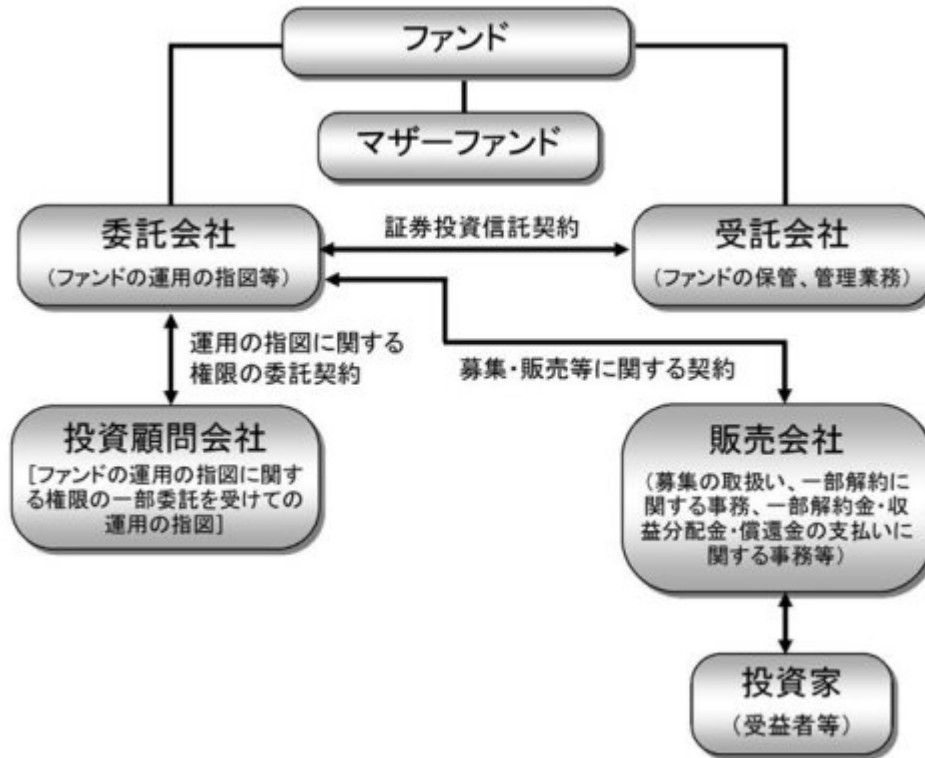 ファンド
マザーファンド
委託会社
（ファンドの運用の指図等）
証券投資信託契約
受託会社
（ファンドの保管、管理業務）
運用の指図に関する
権限の委託契約
募集・販売等に関する契約
投資顧問会社
[ファンドの運用の指図に関す
る権限の一部委託を受けての
運用の指図]
販売会社
（募集の取扱い、一部解約に
関する事務、一部解約金・収
益分配金・償還金の支払いに
関する事務等）
投資家
（受益者等）